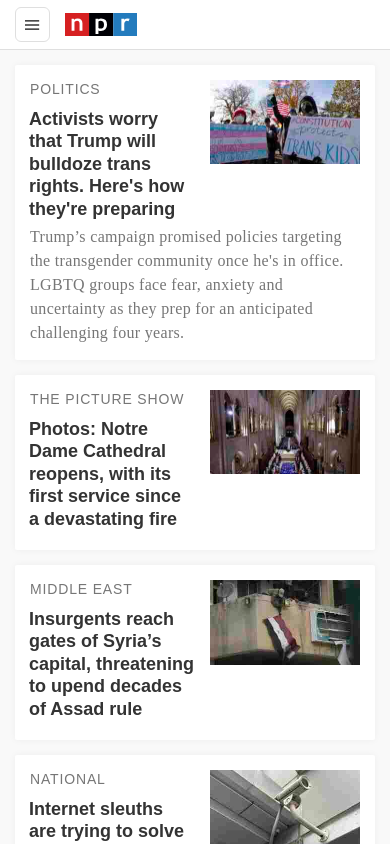 npr
POLITICS
Activists worry
that Trump will
bulldoze trans
rights. Here's how
they're preparing
CONSTITUTION
protects
TRANS KIDS
Trump’s campaign promised policies targeting
the transgender community once he's in office.
LGBTQ groups face fear, anxiety and
uncertainty as they prep for an anticipated
challenging four years.
THE PICTURE SHOW
Photos: Notre
Dame Cathedral
reopens, with its
first service since
a devastating fire
MIDDLE EAST
Insurgents reach
gates of Syria’s
capital, threatening
to upend decades
of Assad rule
NATIONAL
Internet sleuths
are trying to solve